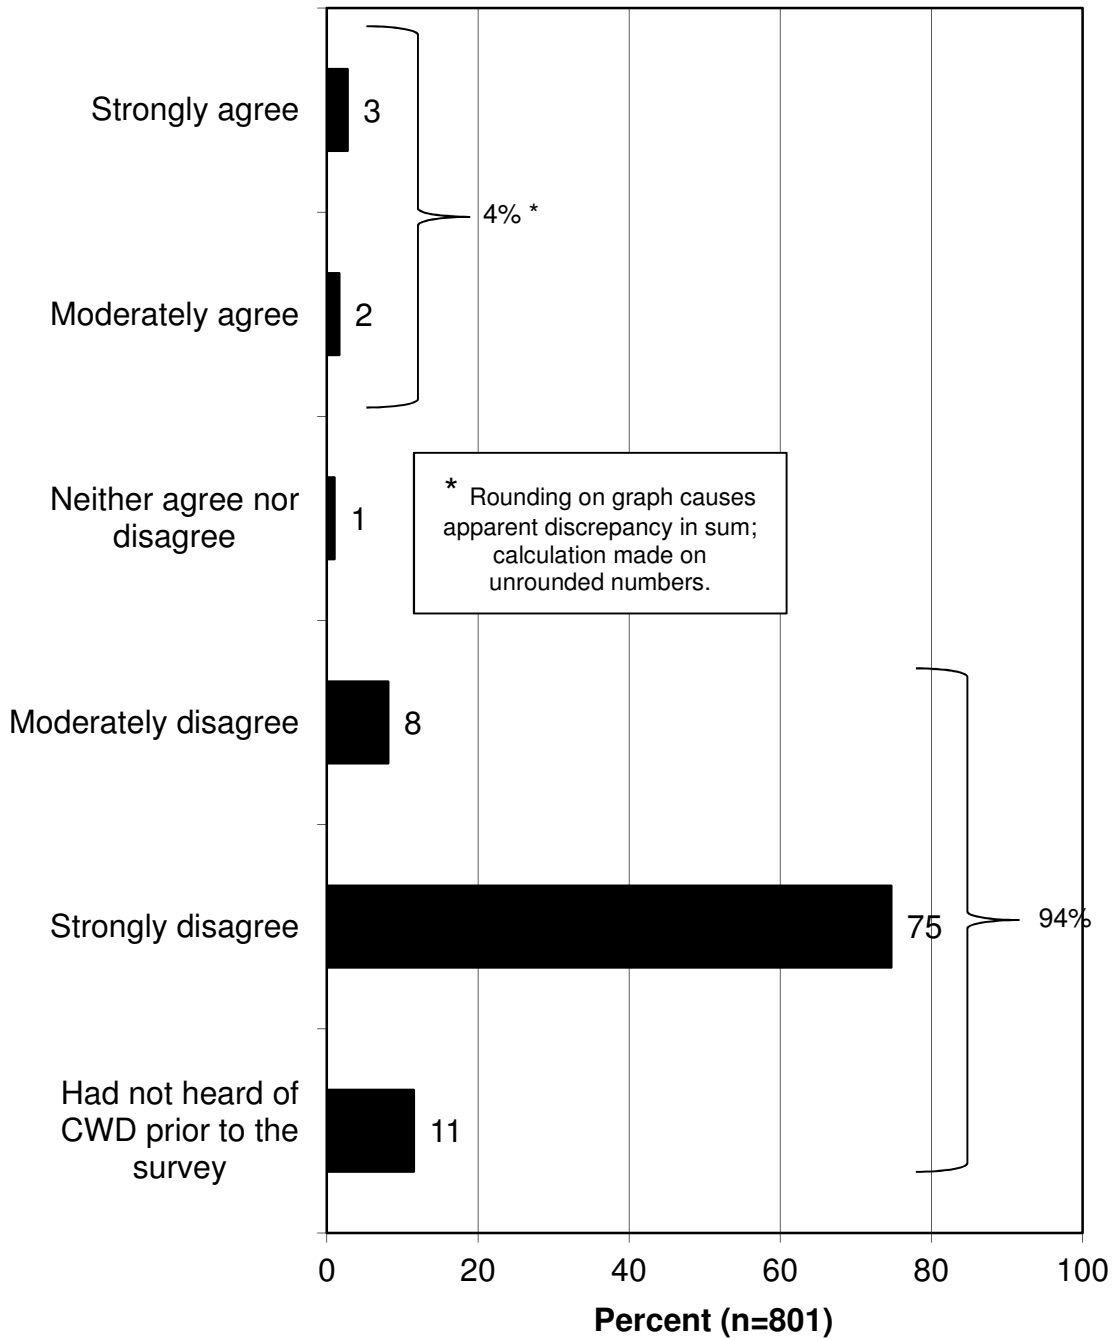 Strongly agree
3
4% *
Moderately agree
2
Neither agree nor
disagree
1
* Rounding on graph causes
apparent discrepancy in sum;
calculation made on
unrounded numbers.
Moderately disagree
8
Strongly disagree
75
94%
Had not heard of
CWD prior to the
survey
11
0 20 40 60 80 100
Percent (n=801)